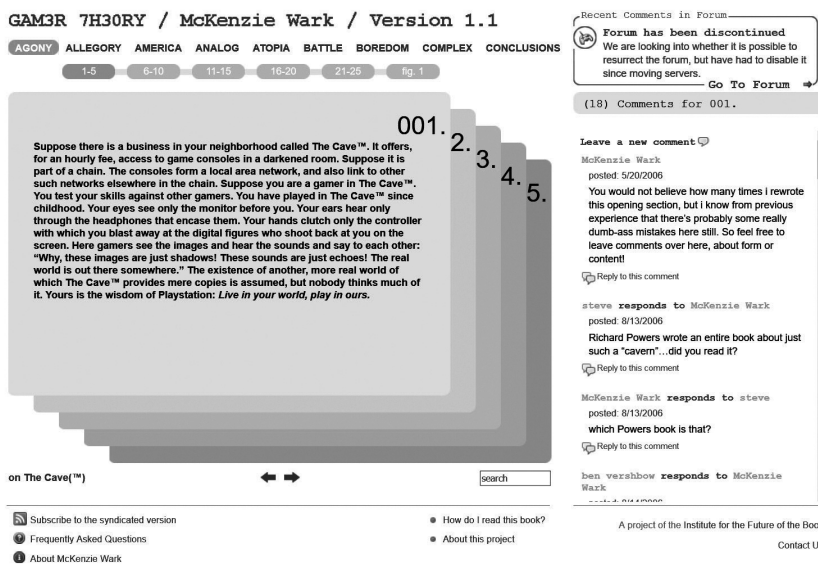 GAM3R 7H30RY / McKenzie Wark / Version 1.1
AGONY ALLEGORY AMERICA ANALOG ATOPIA BATTLE BOREDOM COMPLEX CONCLUSIONS
1-5 6-10 11-15 16-20 21-25 fig. 1
001.
2.
3.
4.
5.
Suppose there is a business in your neighborhood called The Cave™. It offers,
for an hourly fee, access to game consoles in a darkened room. Suppose it is
part of a chain. The consoles form a local area network, and also link to other
such networks elsewhere in the chain. Suppose you are a gamer in The Cave™.
You test your skills against other gamers. You have played in The Cave™ since
childhood. Your eyes see only the monitor before you. Your ears hear only
through the headphones that encase them. Your hands clutch only the controller
with which you blast away at the digital figures who shoot back at you on the
screen. Here gamers see the images and hear the sounds and say to each other:
“Why, these images are just shadows! These sounds are just echoes! The real
world is out there somewhere.” The existence of another, more real world of
which The Cave™ provides mere copies is assumed, but nobody thinks much of
it. Yours is the wisdom of Playstation: Live in your world, play in ours.
on The Cave(™)
search
Subscribe to the syndicated version
Frequently Asked Questions
About McKenzie Wark
How do I read this book?
About this project
Recent Comments in Forum
Forum has been discontinued
We are looking into whether it is possible to
resurrect the forum, but have had to disable it
since moving servers.
Go To Forum
(18) Comments for 001.
Leave a new comment
McKenzie Wark
posted: 5/20/2006
You would not believe how many times i rewrote
this opening section, but i know from previous
experience that there's probably some really
dumb-ass mistakes here still. So feel free to
leave comments over here, about form or
content!
Reply to this comment
steve responds to McKenzie Wark
posted: 8/13/2006
Richard Powers wrote an entire book about just
such a “cavern”…did you read it?
Reply to this comment
McKenzie Wark responds to steve
posted: 8/13/2006
which Powers book is that?
Reply to this comment
ben vershbow responds to McKenzie
Wark
A project of the Institute for the Future of the Boo
Contact U